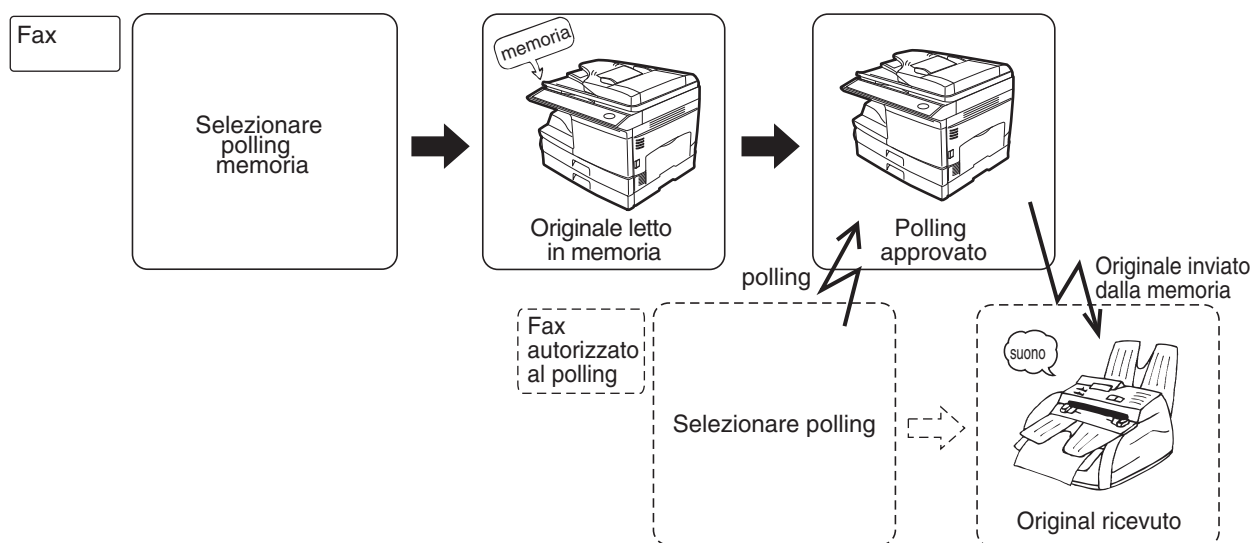 Fax
Selezionare
polling
memoria
memoria
Originale letto
in memoria
Polling
approvato
polling
Originale inviato
dalla memoria
Fax
autorizzato
al polling
Selezionare polling
suono
Original ricevuto